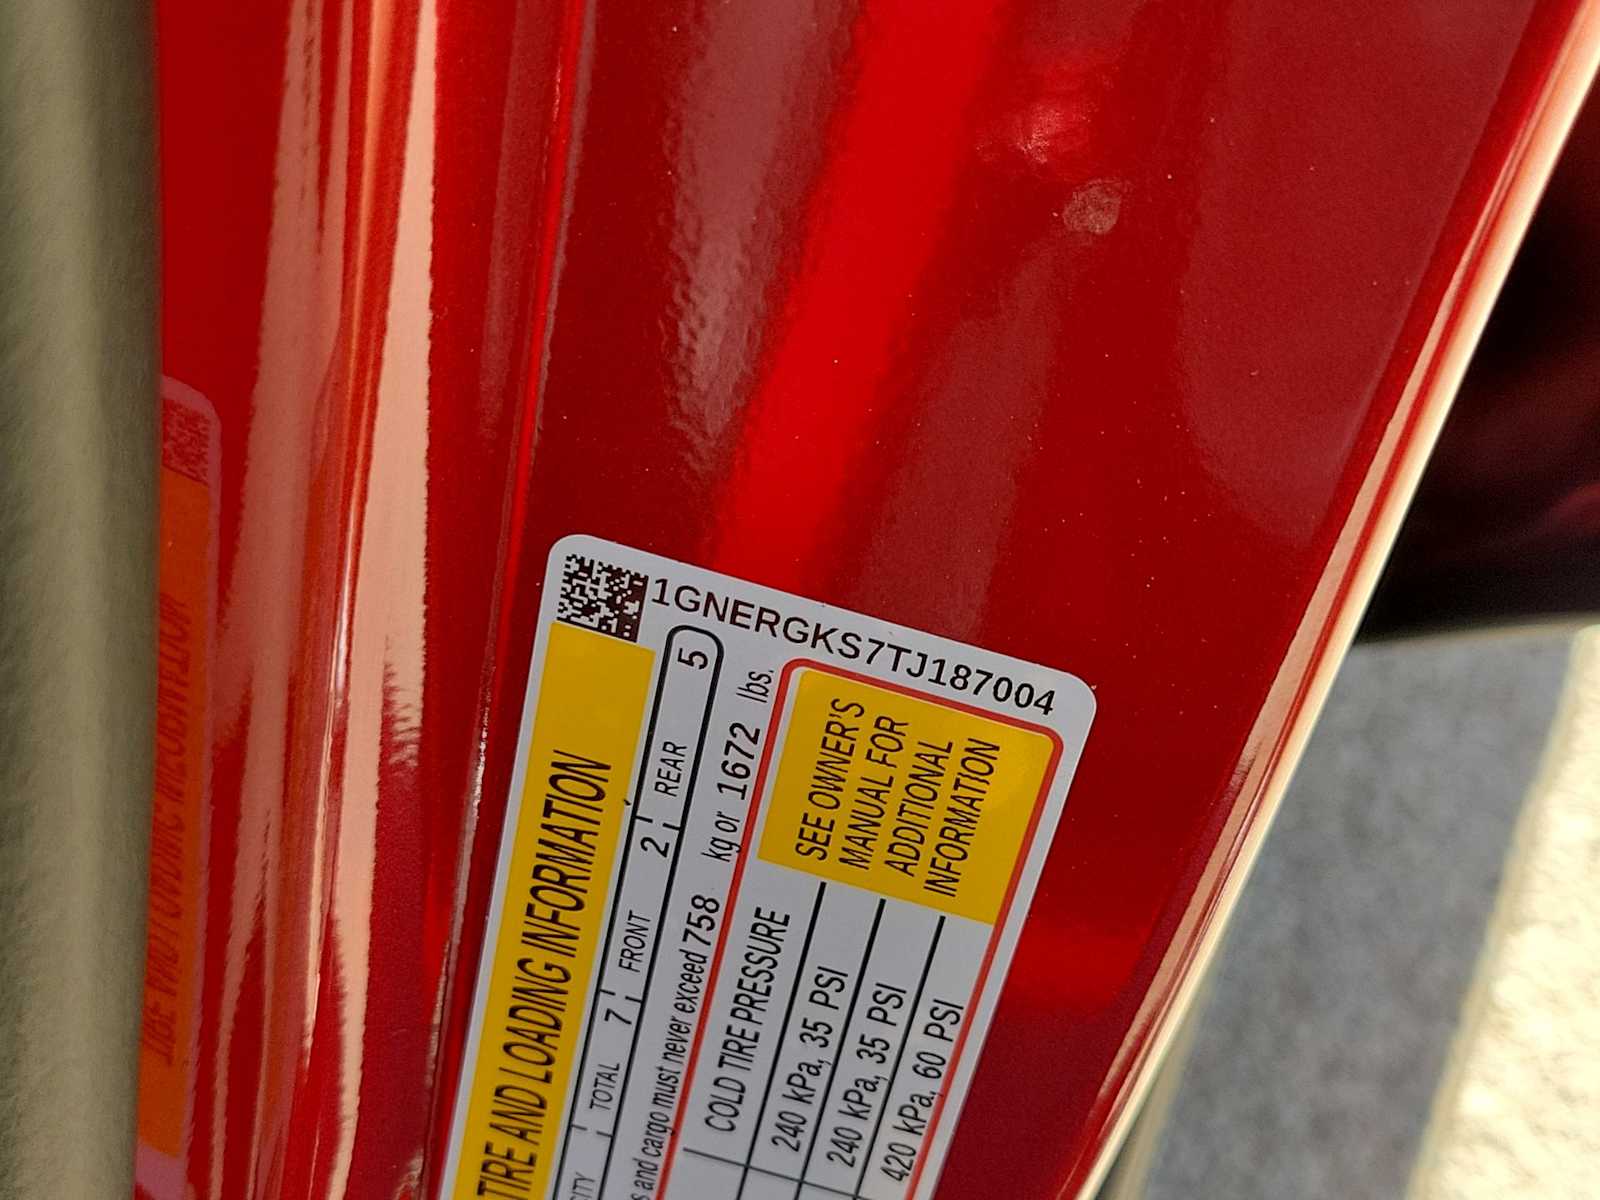 1GNERGKS7TJ187004
TIRE AND LOADING INFORMATION
TOTAL 7 FRONT 2 REAR 5
and cargo must never exceed 758 kg or 1672 lbs.
COLD TIRE PRESSURE
240 kPa, 35 PSI
240 kPa, 35 PSI
420 kPa, 60 PSI
SEE OWNER'S
MANUAL FOR
ADDITIONAL
INFORMATION